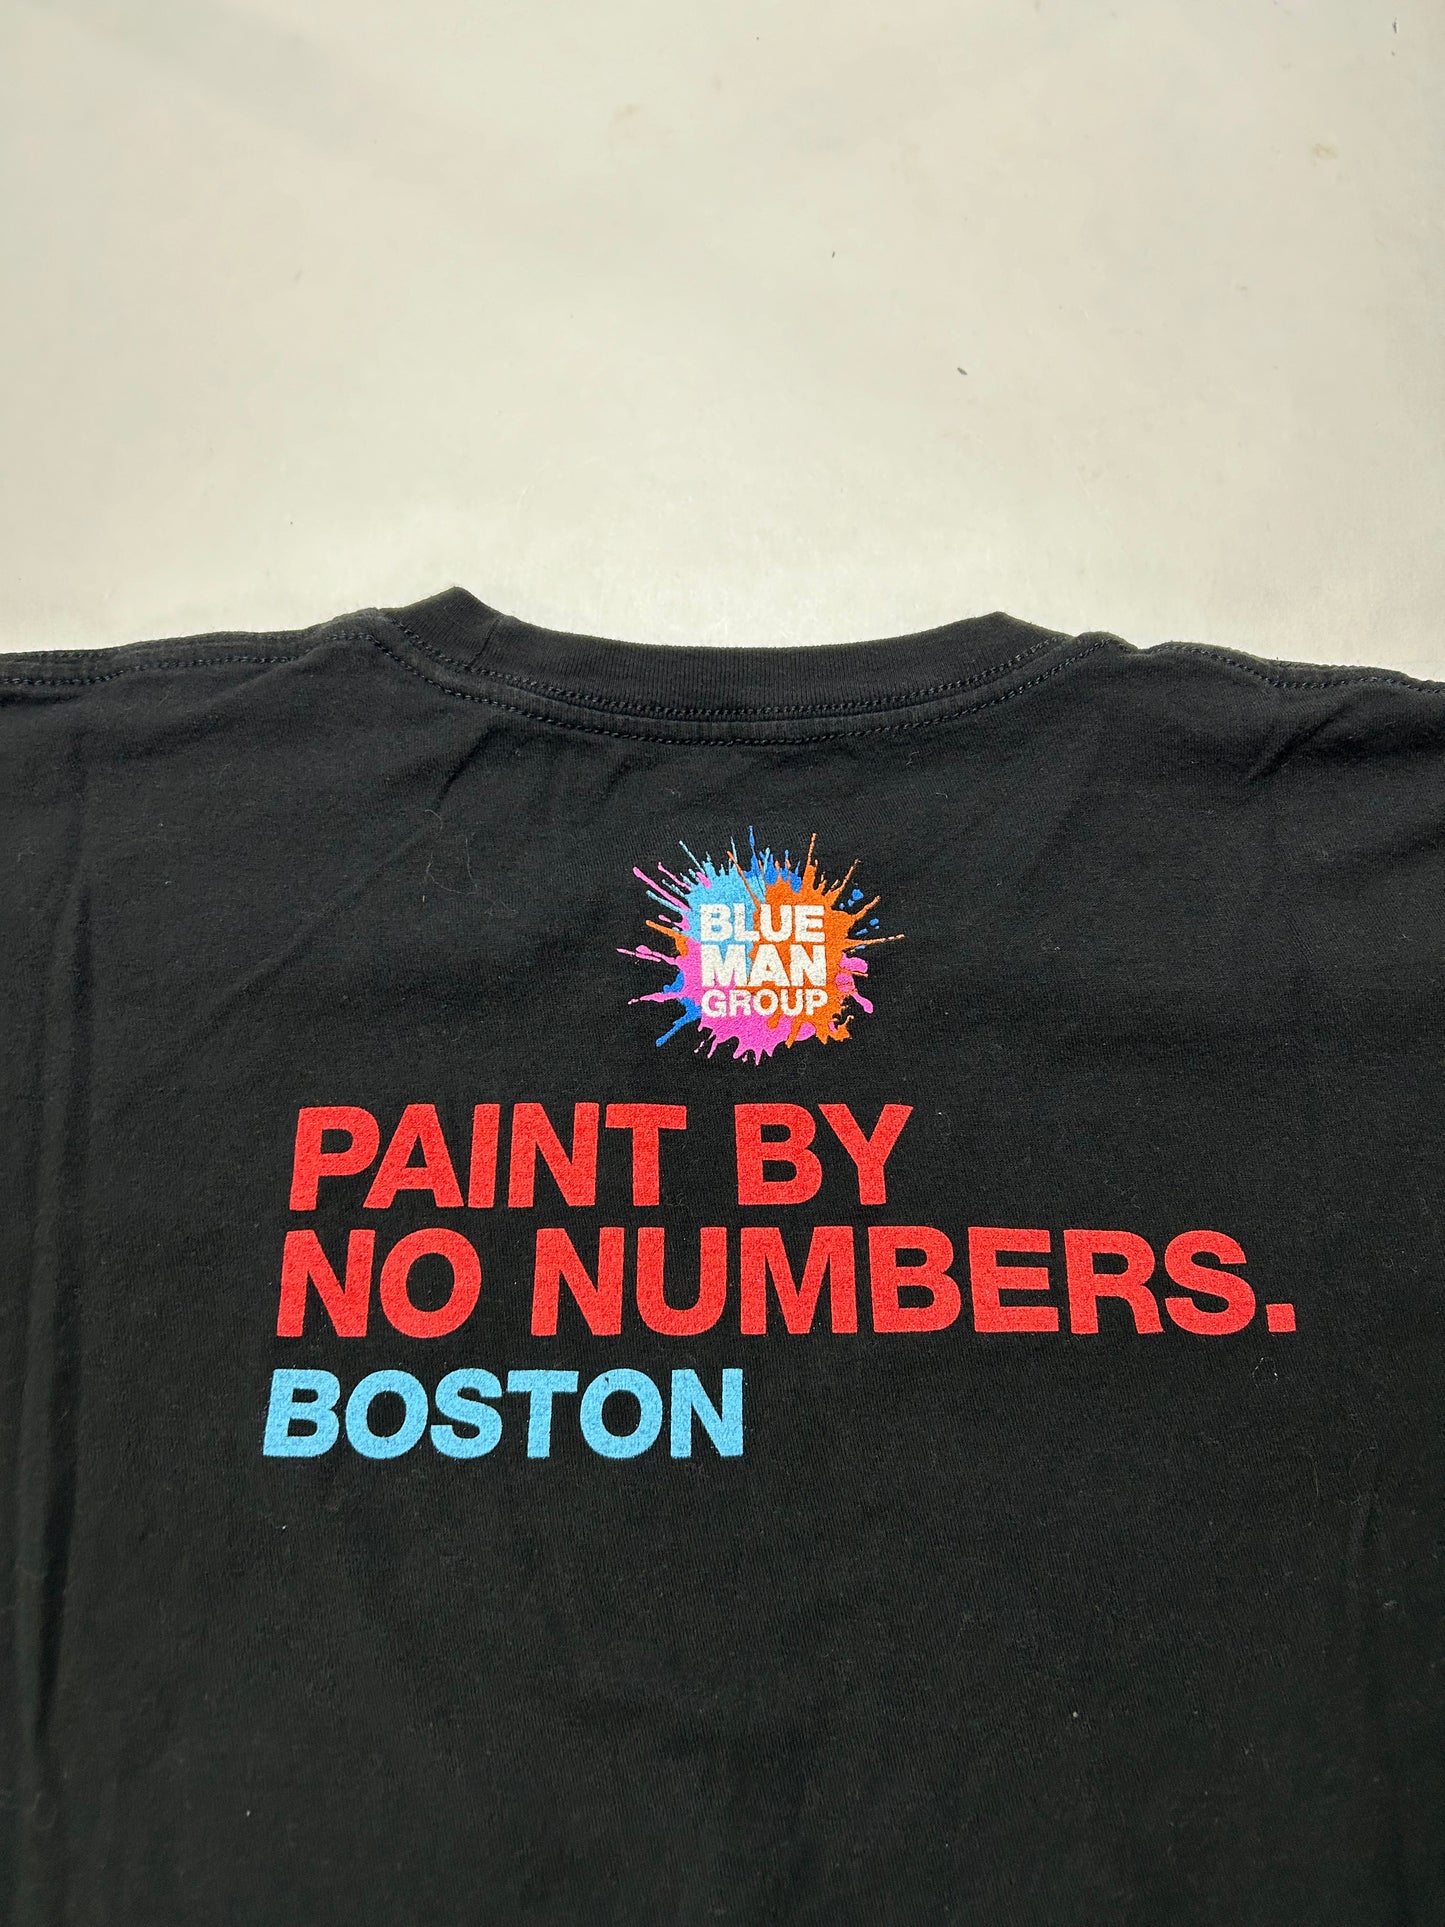 BLUE
MAN
GROUP
PAINT BY
NO NUMBERS.
BOSTON